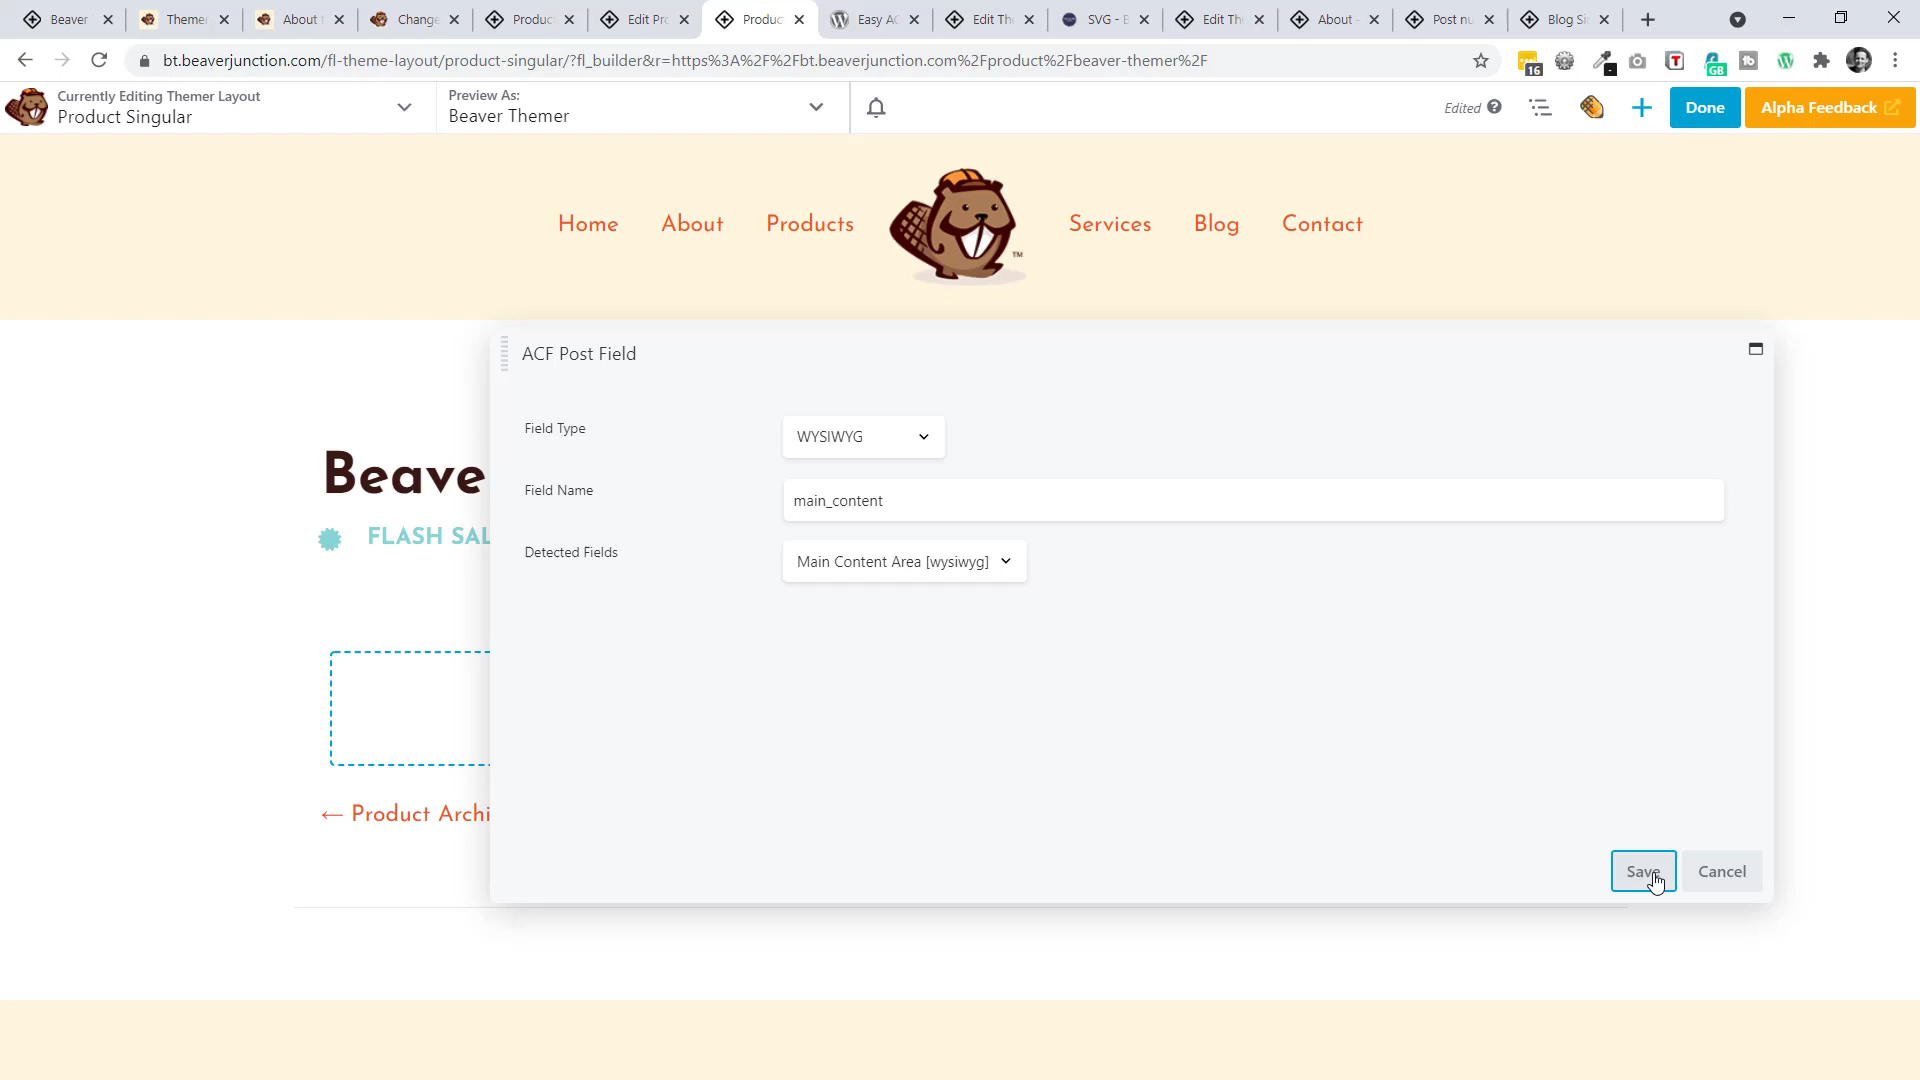 Beaver
Theme
About
Change
Produc
Edit Pr
Produc
Easy AC
Edit Th
SVG - B
Edit Th
About -
Post nu
Blog Si
bt.beaverjunction.com/fl-theme-layout/product-singular/?fl_builder&r=https%3A%2F%2Fbt.beaverjunction.com%2Fproduct%2Fbeaver-themer%2F
16
GB
Currently Editing Themer Layout
Product Singular
Preview As:
Beaver Themer
Edited
Done
Alpha Feedback
Home
About
Products
TM
Services
Blog
Contact
ACF Post Field
Field Type
WYSIWYG
Field Name
main_content
Detected Fields
Main Content Area [wysiwyg]
Beave
FLASH SAL
← Product Archi
Save
Cancel